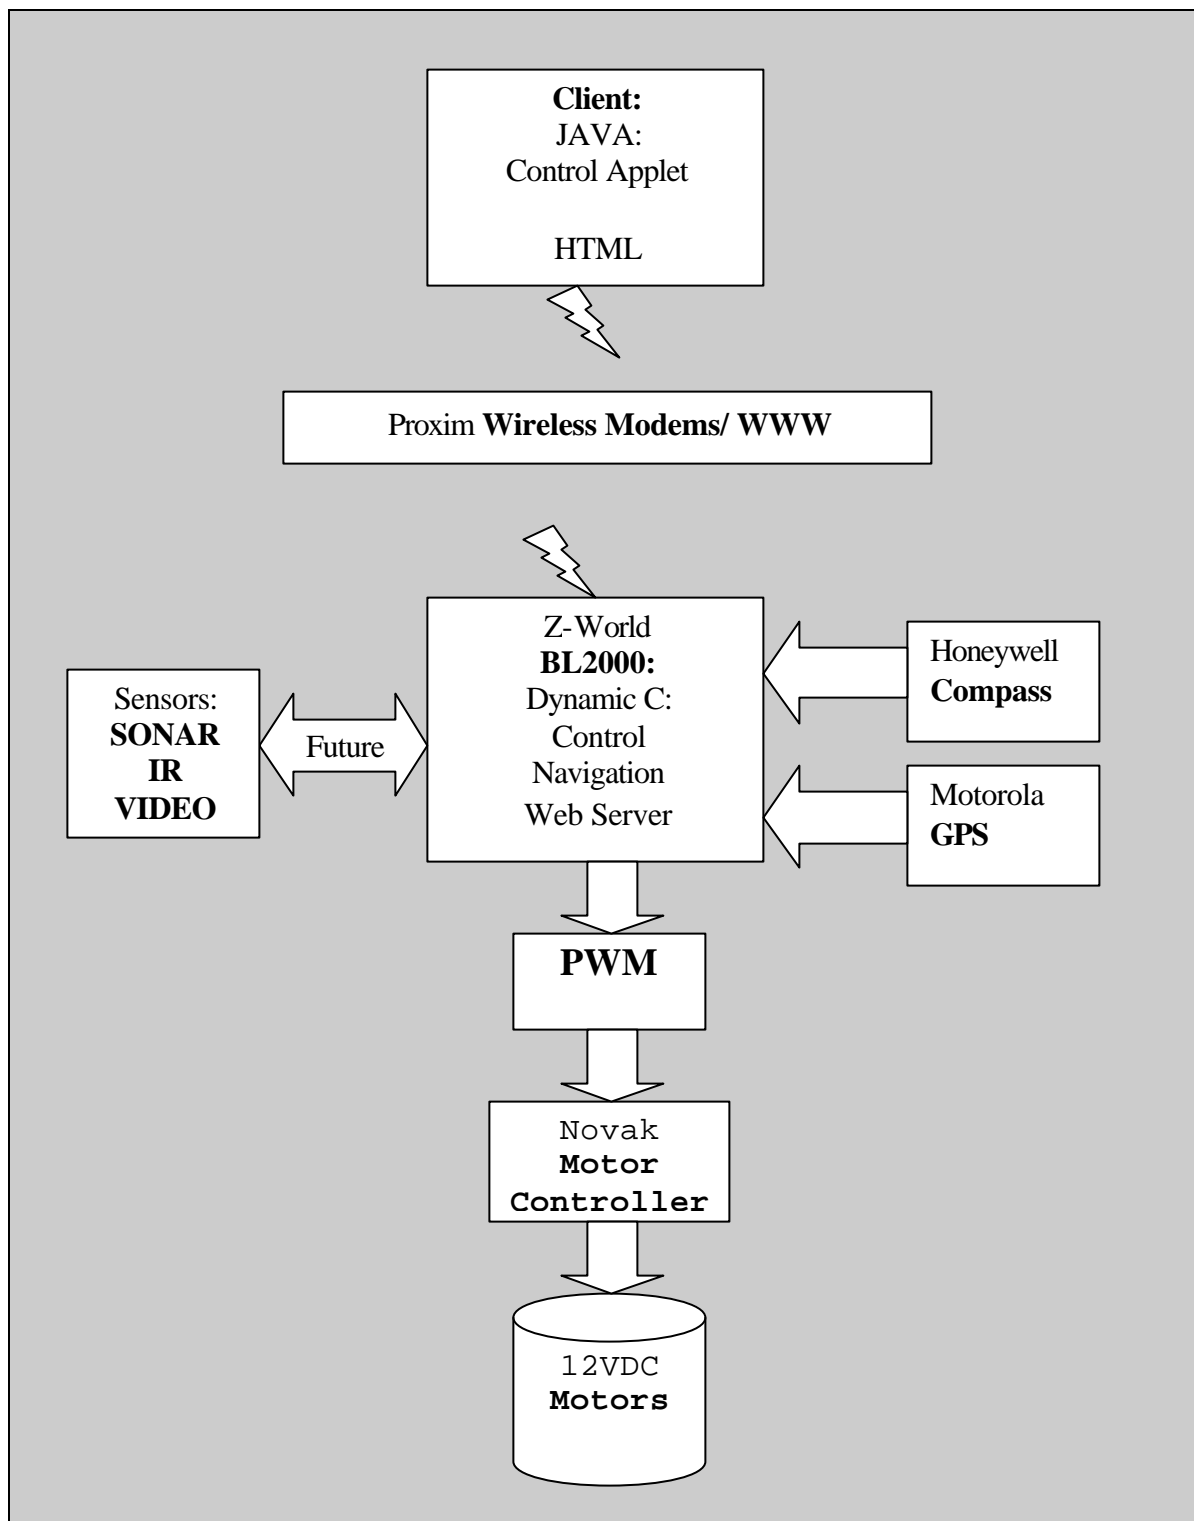 Client:
JAVA:
Control Applet
HTML
Proxim Wireless Modems/ WWW
Z-World
BL2000:
Dynamic C:
Control
Navigation
Web Server
Honeywell
Compass
Sensors:
SONAR
IR
VIDEO
Future
Motorola
GPS
PWM
Novak
Motor
Controller
12VDC
Motors